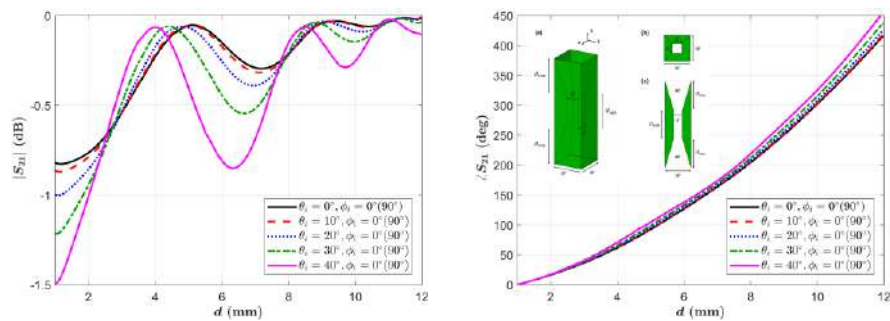 |S₂₁| (dB)
0
-0.5
-1
-1.5
2 4 6 8 10 12
d (mm)
θᵢ = 0°, ϕᵢ = 0°(90°)
θᵢ = 10°, ϕᵢ = 0°(90°)
θᵢ = 20°, ϕᵢ = 0°(90°)
θᵢ = 30°, ϕᵢ = 0°(90°)
θᵢ = 40°, ϕᵢ = 0°(90°)
∠S₂₁ (deg)
450
400
350
300
250
200
150
100
50
0
2 4 6 8 10 12
d (mm)
(a)
(b)
(c)
θᵢ = 0°, ϕᵢ = 0°(90°)
θᵢ = 10°, ϕᵢ = 0°(90°)
θᵢ = 20°, ϕᵢ = 0°(90°)
θᵢ = 30°, ϕᵢ = 0°(90°)
θᵢ = 40°, ϕᵢ = 0°(90°)